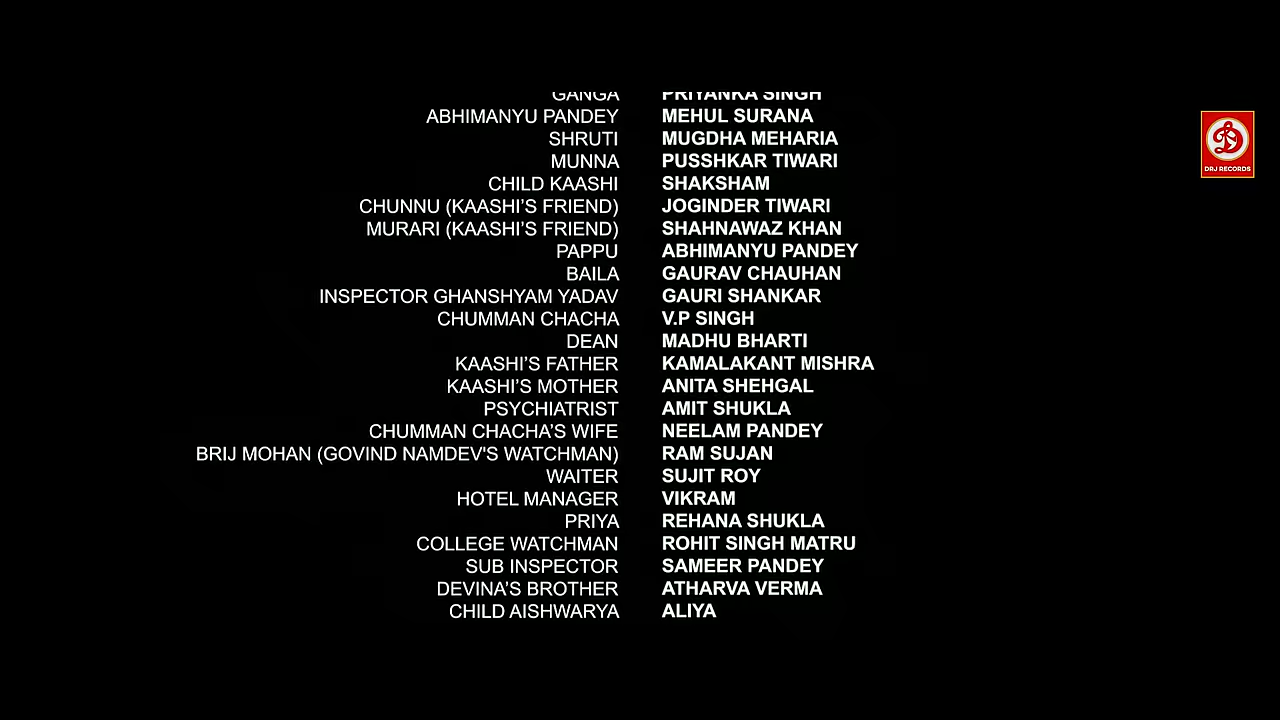 GANGA PRIYANKA SINGH
ABHIMANYU PANDEY MEHUL SURANA
SHRUTI MUGDHA MEHARIA
MUNNA PUSSHKAR TIWARI
CHILD KAASHI SHAKSHAM
CHUNNU (KAASHI’S FRIEND) JOGINDER TIWARI
MURARI (KAASHI’S FRIEND) SHAHNAWAZ KHAN
PAPPU ABHIMANYU PANDEY
BAILA GAURAV CHAUHAN
INSPECTOR GHANSHYAM YADAV GAURI SHANKAR
CHUMMAN CHACHA V.P SINGH
DEAN MADHU BHARTI
KAASHI’S FATHER KAMALAKANT MISHRA
KAASHI’S MOTHER ANITA SHEHGAL
PSYCHIATRIST AMIT SHUKLA
CHUMMAN CHACHA’S WIFE NEELAM PANDEY
BRIJ MOHAN (GOVIND NAMDEV'S WATCHMAN) RAM SUJAN
WAITER SUJIT ROY
HOTEL MANAGER VIKRAM
PRIYA REHANA SHUKLA
COLLEGE WATCHMAN ROHIT SINGH MATRU
SUB INSPECTOR SAMEER PANDEY
DEVINA’S BROTHER ATHARVA VERMA
CHILD AISHWARYA ALIYA
D
DRJ RECORDS